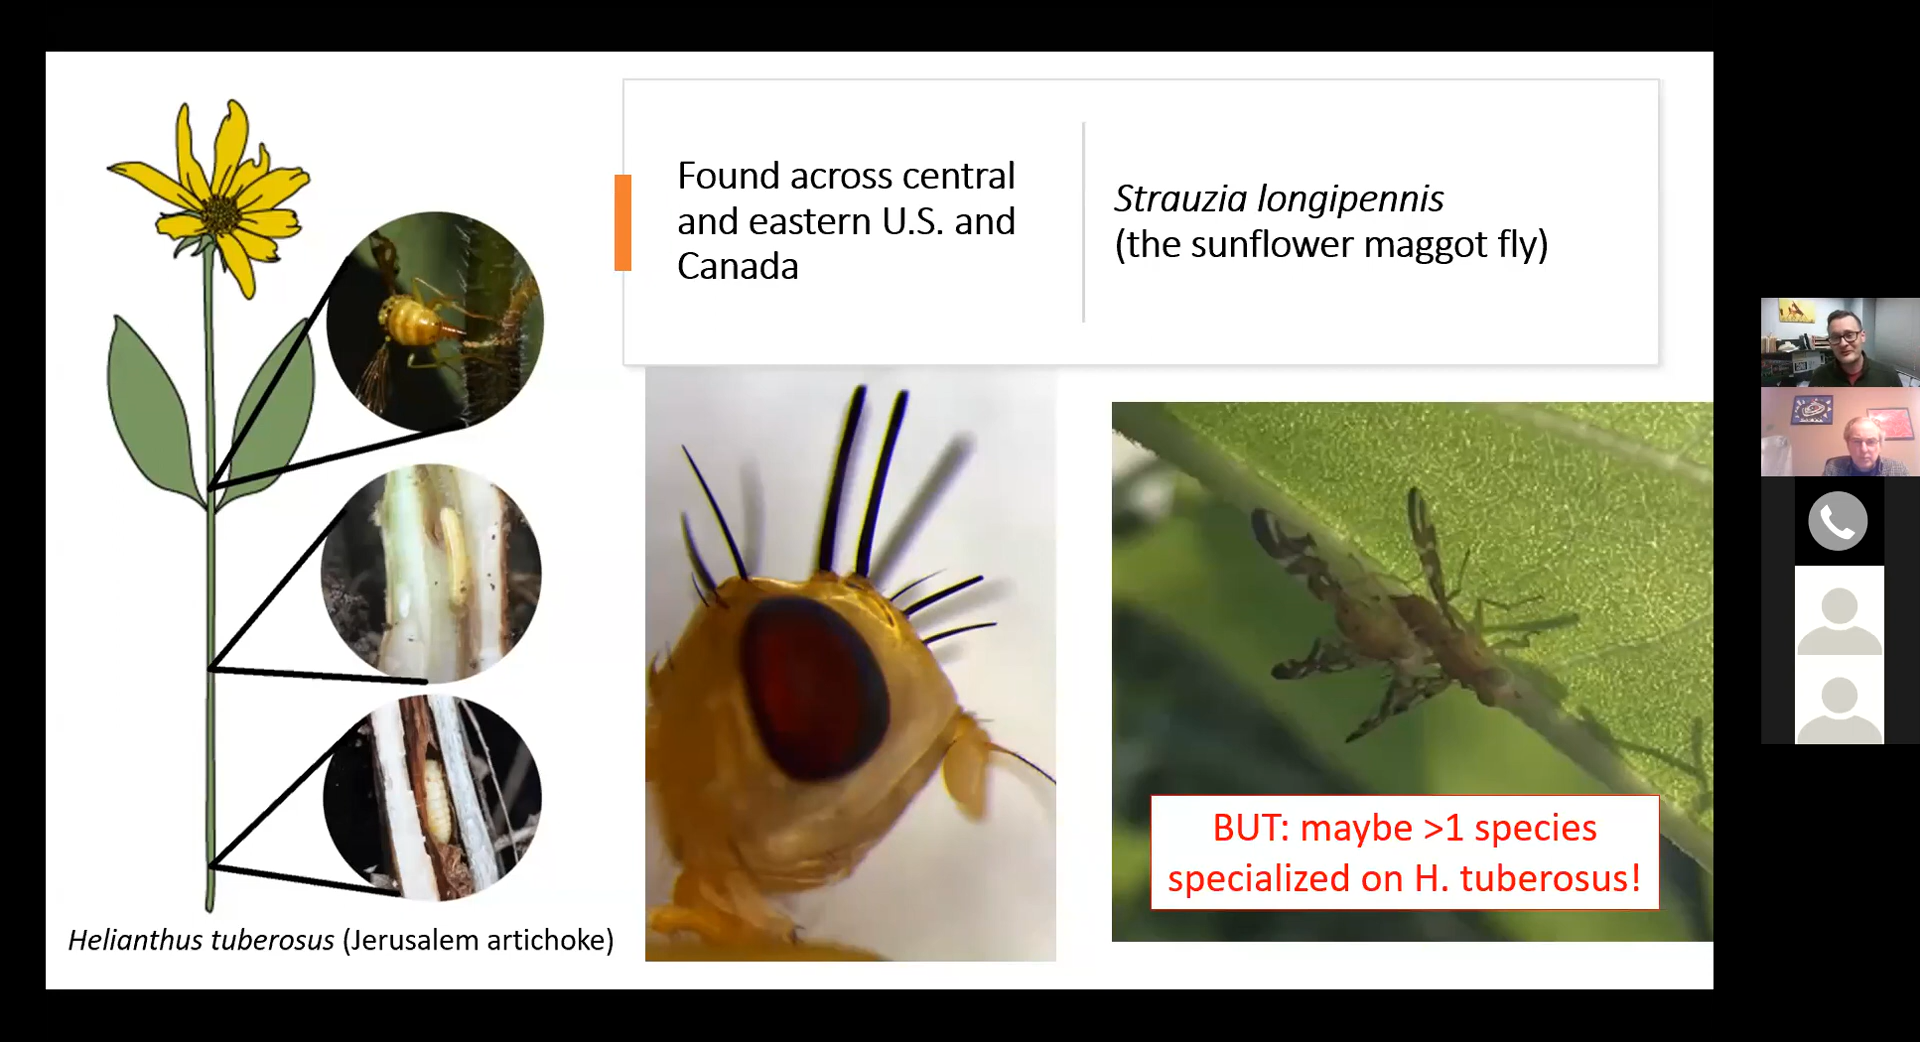 Found across central
and eastern U.S. and
Canada
Strauzia longipennis
(the sunflower maggot fly)
BUT: maybe >1 species
specialized on H. tuberosus!
Helianthus tuberosus (Jerusalem artichoke)